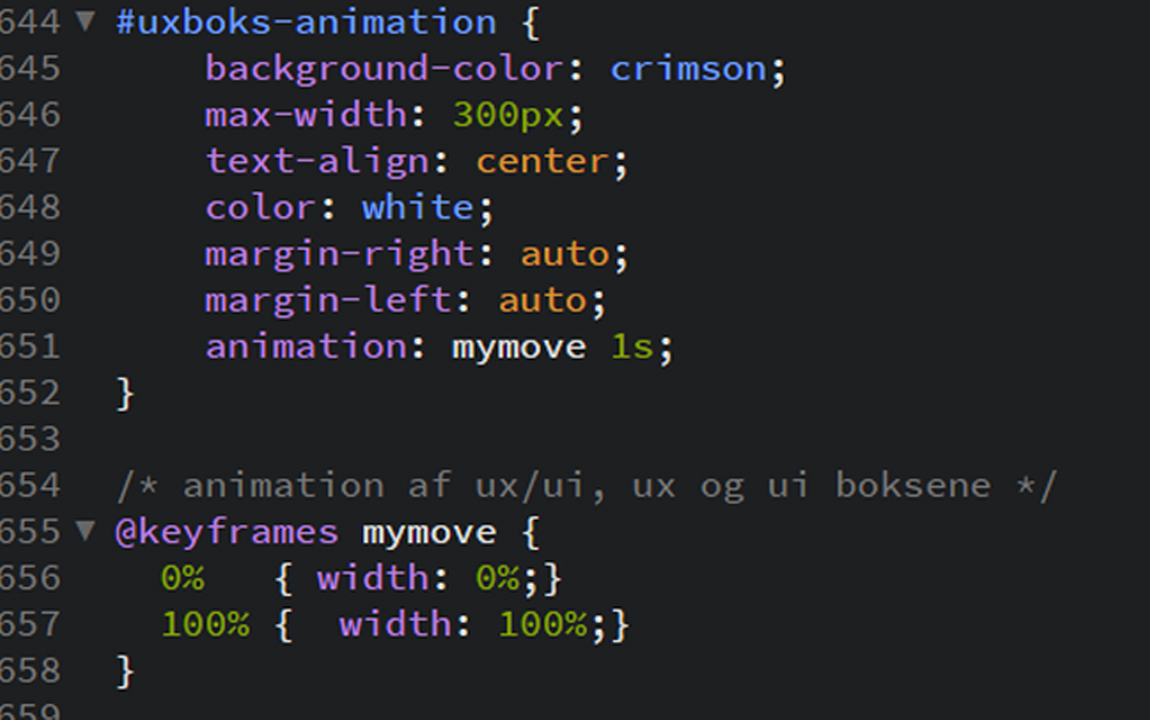 644 ▼ #uxboks-animation {
645 background-color: crimson;
646 max-width: 300px;
647 text-align: center;
648 color: white;
649 margin-right: auto;
650 margin-left: auto;
651 animation: mymove 1s;
652 }
653
654 /* animation af ux/ui, ux og ui boksene */
655 ▼ @keyframes mymove {
656 0%   { width: 0%;}
657 100% {  width: 100%;}
658 }
659